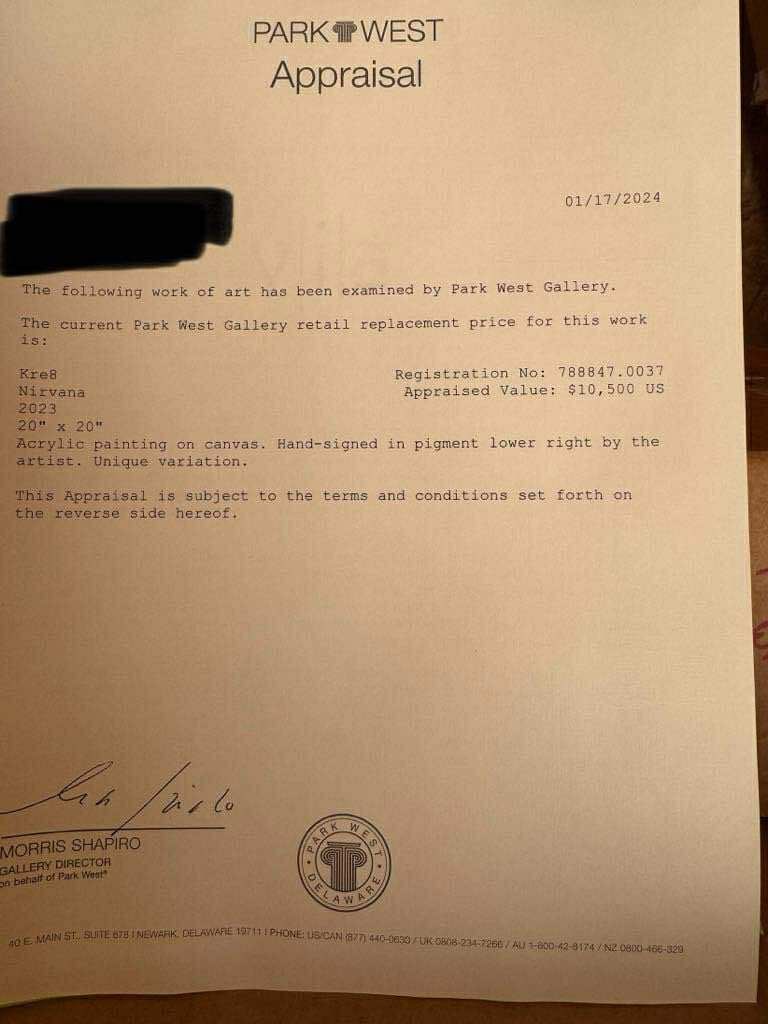 PARK WEST
Appraisal
01/17/2024
The following work of art has been examined by Park West Gallery.
The current Park West Gallery retail replacement price for this work
is:
Kre8 Registration No: 788847.0037
Nirvana Appraised Value: $10,500 US
2023
20" x 20"
Acrylic painting on canvas. Hand-signed in pigment lower right by the
artist. Unique variation.
This Appraisal is subject to the terms and conditions set forth on
the reverse side hereof.
MORRIS SHAPIRO
GALLERY DIRECTOR
on behalf of Park West®
PARK WEST
DELAWARE
40 E. MAIN ST., SUITE 678 | NEWARK, DELAWARE 19711 | PHONE: US/CAN (877) 440-0630 / UK 0808-234-7266 / AU 1-800-42-8174 / NZ 0800-466-329